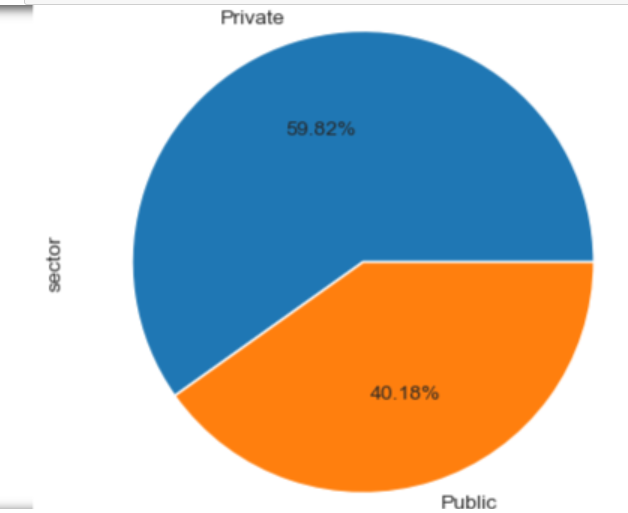 Private
59.82%
sector
40.18%
Public